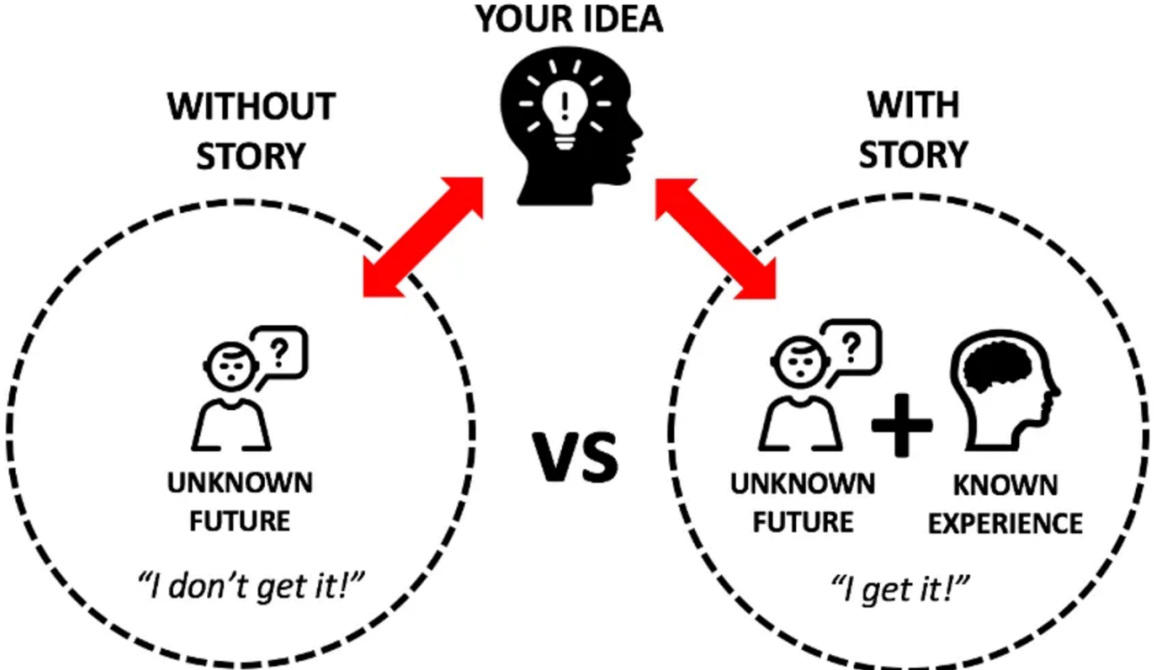 YOUR IDEA
!
WITHOUT
STORY
WITH
STORY
?
UNKNOWN
FUTURE
“I don’t get it!”
VS
?
+
UNKNOWN
FUTURE
KNOWN
EXPERIENCE
“I get it!”